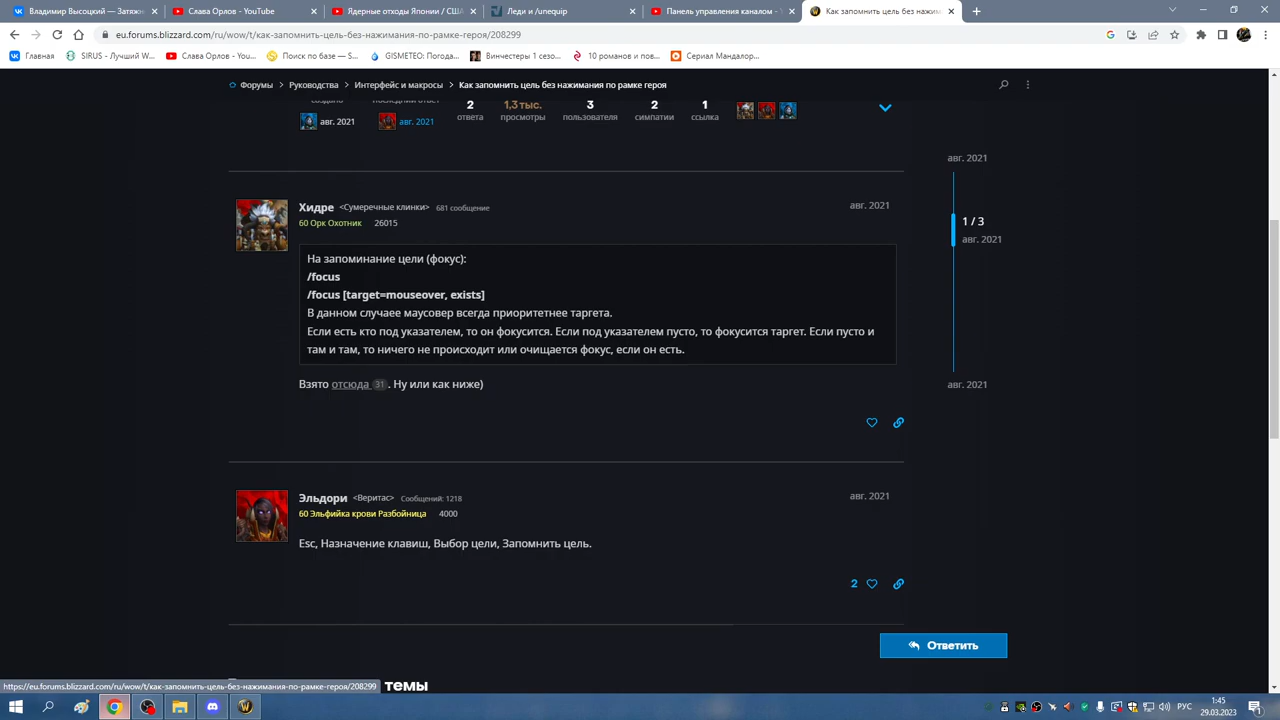 Владимир Высоцкий — Затяжн
Слава Орлов - YouTube
Ядерные отходы Японии / США
Леди и /unequip
Панель управления каналом - Y
Как запомнить цель без нажим
eu.forums.blizzard.com/ru/wow/t/как-запомнить-цель-без-нажимания-по-рамке-героя/208299
Главная
SIRUS - Лучший W...
Слава Орлов - YouT...
Поиск по базе — S...
GISMETEO: Погода...
Винчестеры 1 сезо...
10 романов и пов...
Сериал Мандалор...
Форумы > Руководства > Интерфейс и макросы > Как запомнить цель без нажимания по рамке героя
создано
последний ответ
авг. 2021
авг. 2021
2
ответа
1,3 тыс.
просмотры
3
пользователя
2
симпатии
1
ссылка
авг. 2021
1 / 3
авг. 2021
авг. 2021
Хидре <Сумеречные клинки> 681 сообщение
авг. 2021
60 Орк Охотник 26015
На запоминание цели (фокус):
/focus
/focus [target=mouseover, exists]
В данном случаее маусовер всегда приоритетнее таргета.
Если есть кто под указателем, то он фокусится. Если под указателем пусто, то фокусится таргет. Если пусто и
там и там, то ничего не происходит или очищается фокус, если он есть.
Взято отсюда 31. Ну или как ниже)
Эльдори <Веритас> Сообщений: 1218
авг. 2021
60 Эльфийка крови Разбойница 4000
Esc, Назначение клавиш, Выбор цели, Запомнить цель.
2
Ответить
https://eu.forums.blizzard.com/ru/wow/t/как-запомнить-цель-без-нажимания-по-рамке-героя/208299
темы
РУС
1:45
29.03.2023